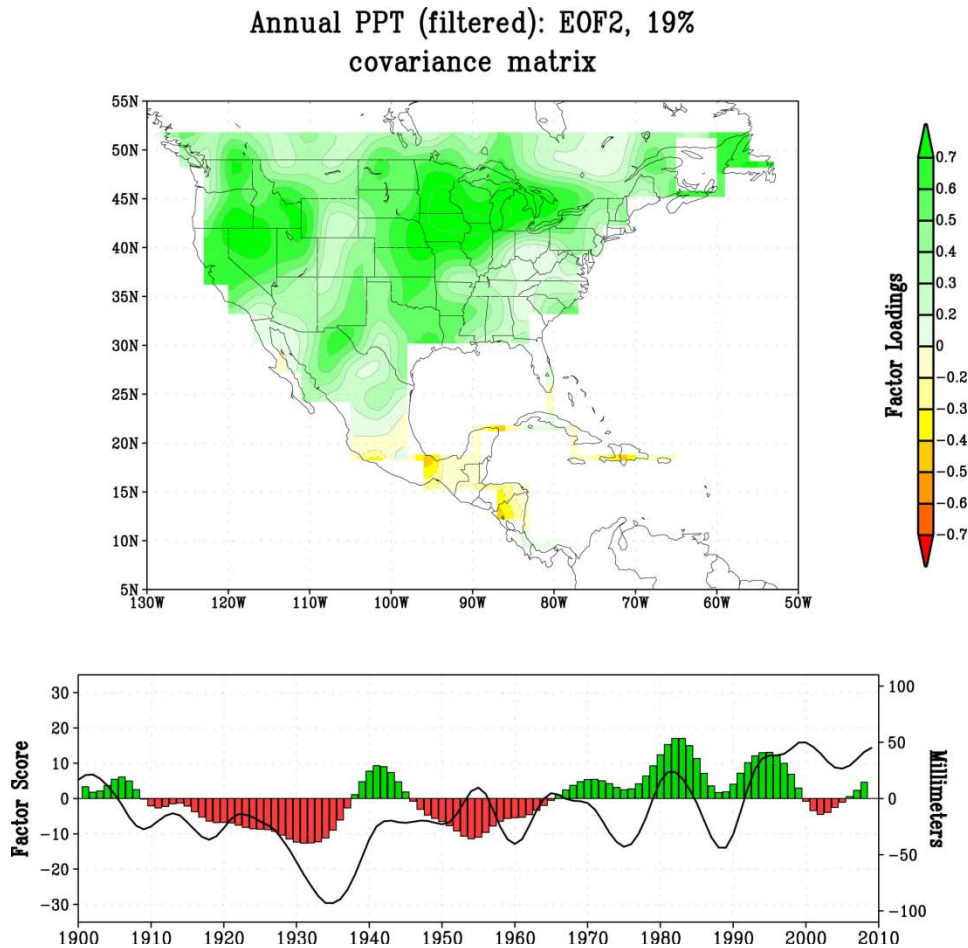 Annual PPT (filtered): EOF2, 19%
covariance matrix
55N
50N
45N
40N
35N
30N
25N
20N
15N
10N
5N
130W 120W 110W 100W 90W 80W 70W 60W 50W
0.7
0.6
0.5
0.4
0.3
0.2
0
-0.2
-0.3
-0.4
-0.5
-0.6
-0.7
Factor Loadings
30
20
10
0
-10
-20
-30
Factor Score
100
50
0
-50
-100
Millimeters
1900 1910 1920 1930 1940 1950 1960 1970 1980 1990 2000 2010